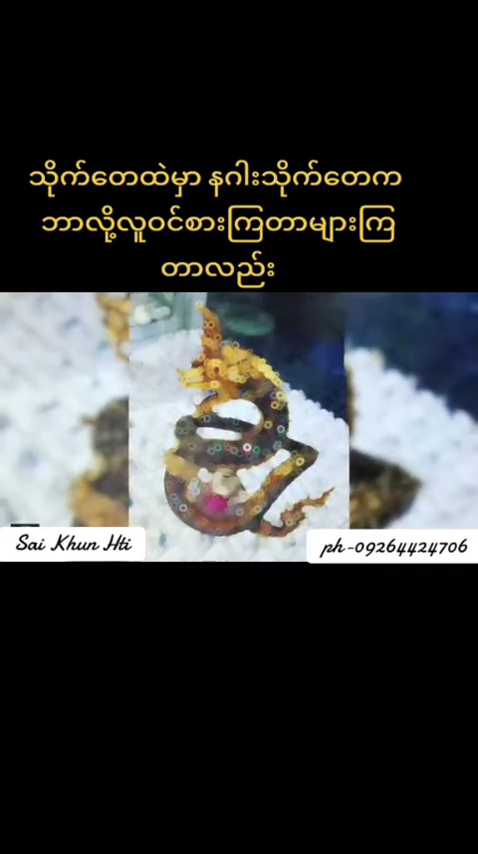 သိုက်တေထဲမှာ နဂါးသိုက်တေက
ဘာလို့လူဝင်စားကြတာများကြ
တာလည်း
Sai Khun Hti
ph-09264424706